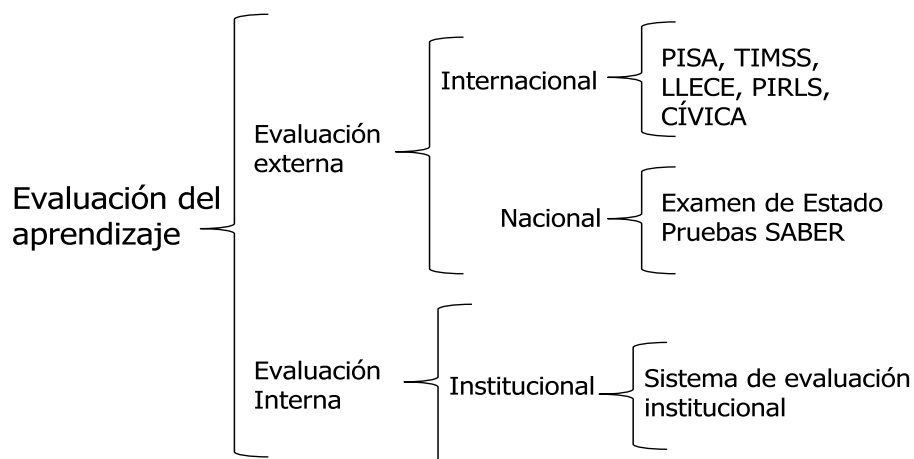 Evaluación del
aprendizaje
Evaluación
externa
Internacional
PISA, TIMSS,
LLECE, PIRLS,
CÍVICA
Nacional
Examen de Estado
Pruebas SABER
Evaluación
Interna
Institucional
Sistema de evaluación
institucional